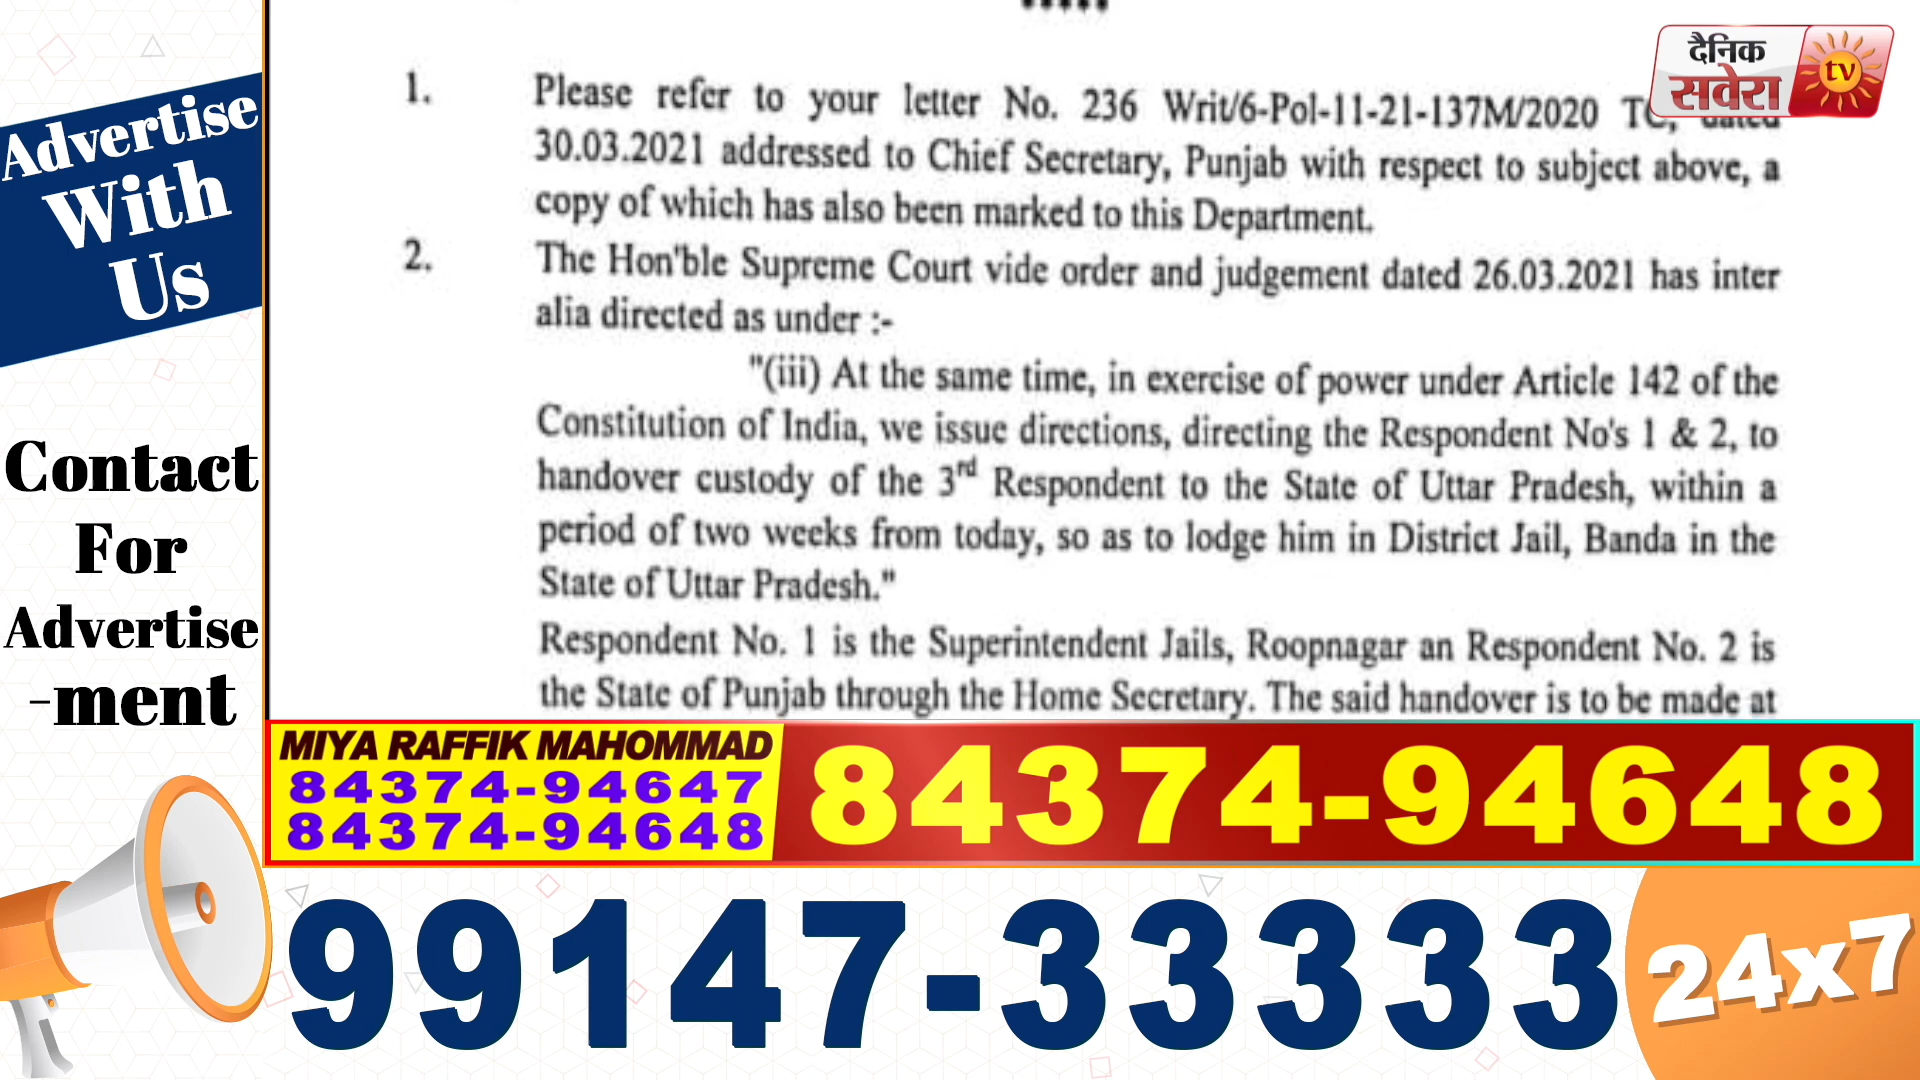 Advertise
With
Us
Contact
For
Advertise
-ment
1. Please refer to your letter No. 236 Writ/6-Pol-11-21-137M/2020 TC, dated
30.03.2021 addressed to Chief Secretary, Punjab with respect to subject above, a
copy of which has also been marked to this Department.
2. The Hon'ble Supreme Court vide order and judgement dated 26.03.2021 has inter
alia directed as under :-
"(iii) At the same time, in exercise of power under Article 142 of the
Constitution of India, we issue directions, directing the Respondent No's 1 & 2, to
handover custody of the 3rd Respondent to the State of Uttar Pradesh, within a
period of two weeks from today, so as to lodge him in District Jail, Banda in the
State of Uttar Pradesh."
Respondent No. 1 is the Superintendent Jails, Roopnagar an Respondent No. 2 is
the State of Punjab through the Home Secretary. The said handover is to be made at
दैनिक
सवेरा
tv
MIYA RAFFIK MAHOMMAD
84374-94647
84374-94648
84374-94648
99147-33333
24x7